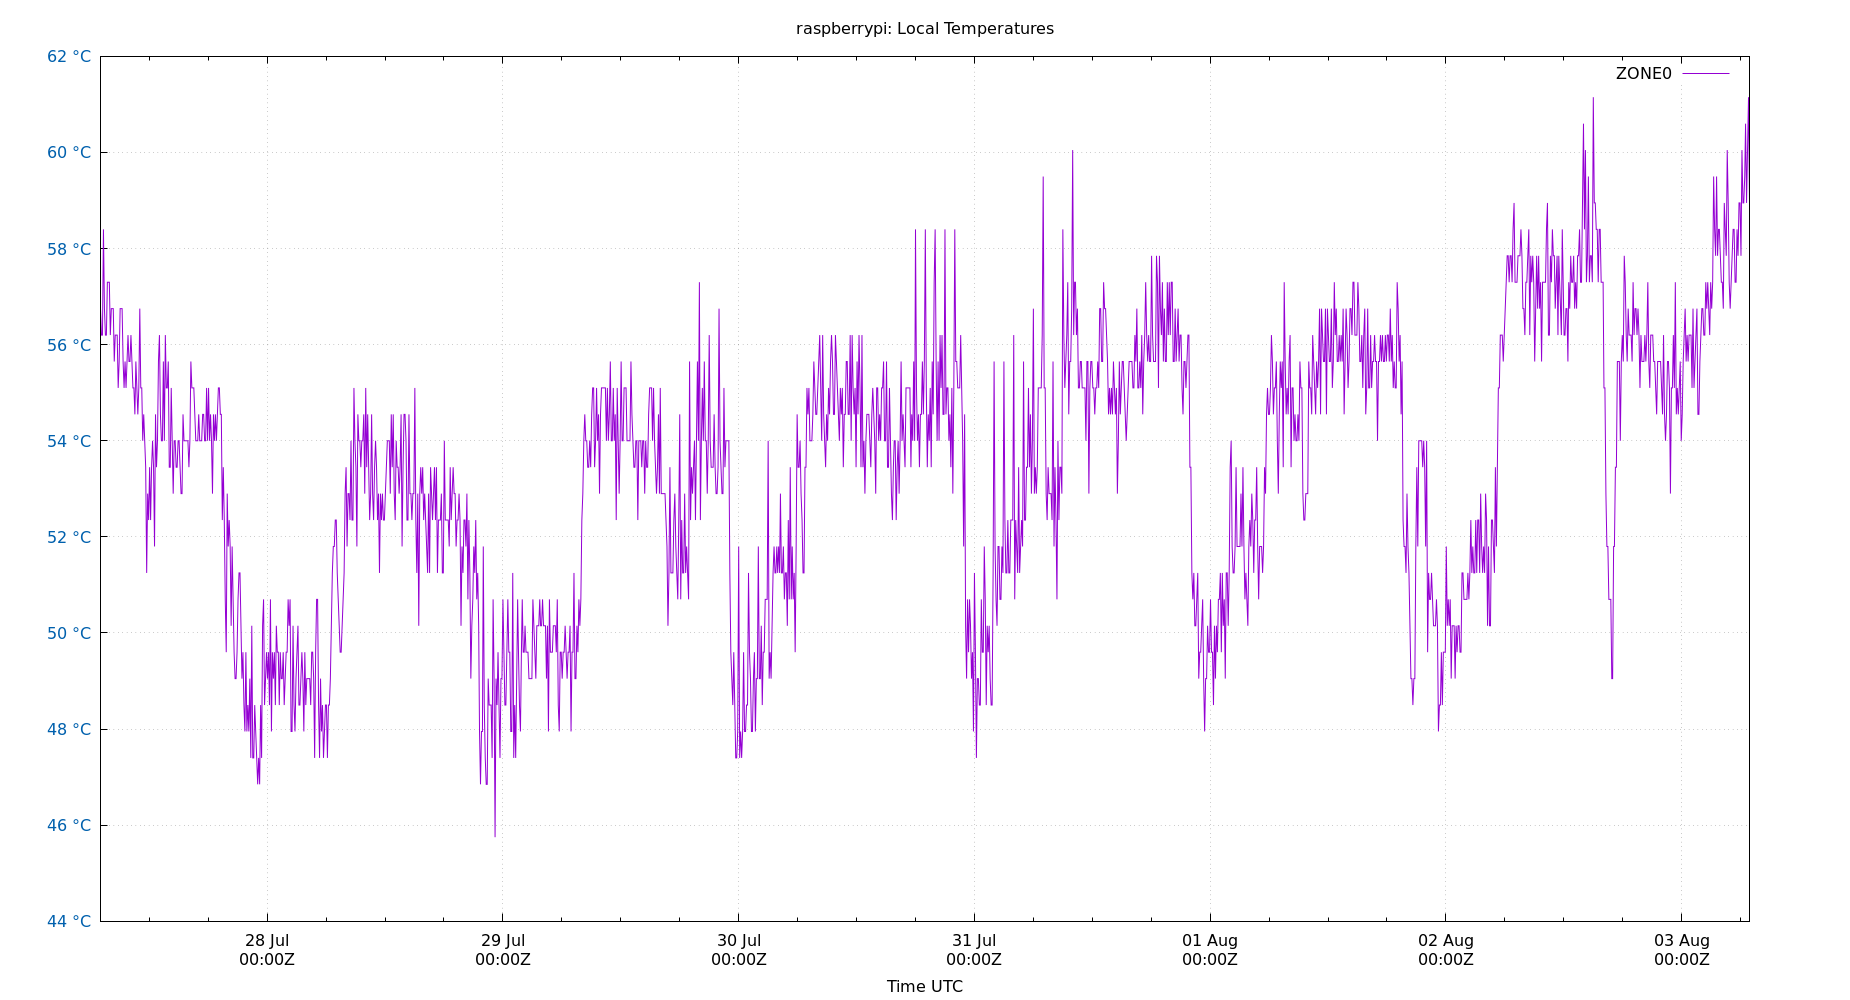 raspberrypi: Local Temperatures
62 °C
ZONE0
60 °C
58 °C
56 °C
54 °C
52 °C
50 °C
48 °C
46 °C
44 °C
28 Jul 29 Jul 30 Jul 31 Jul 01 Aug 02 Aug 03 Aug
00:00Z 00:00Z 00:00Z 00:00Z 00:00Z 00:00Z 00:00Z
Time UTC